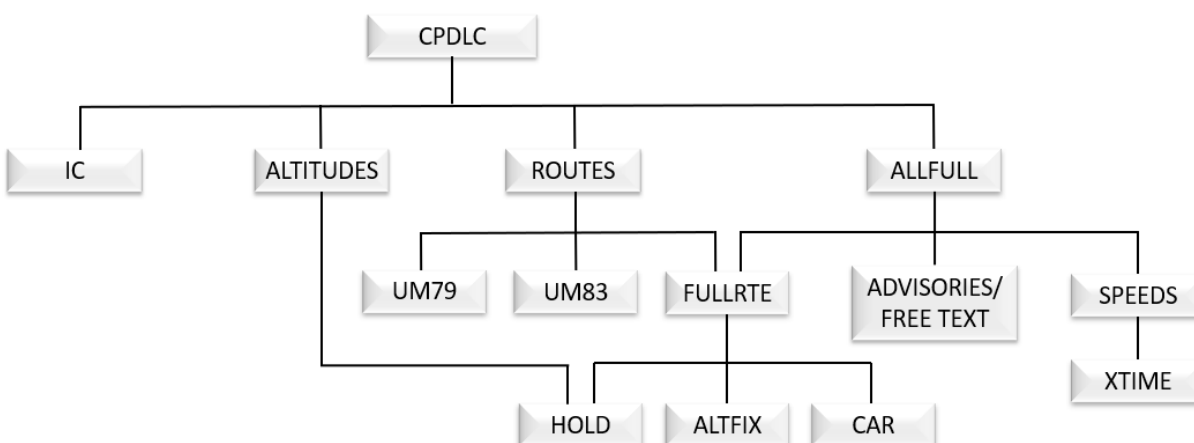 CPDLC
IC
ALTITUDES
ROUTES
ALLFULL
UM79
UM83
FULLRTE
ADVISORIES/
FREE TEXT
SPEEDS
XTIME
HOLD
ALTFIX
CAR